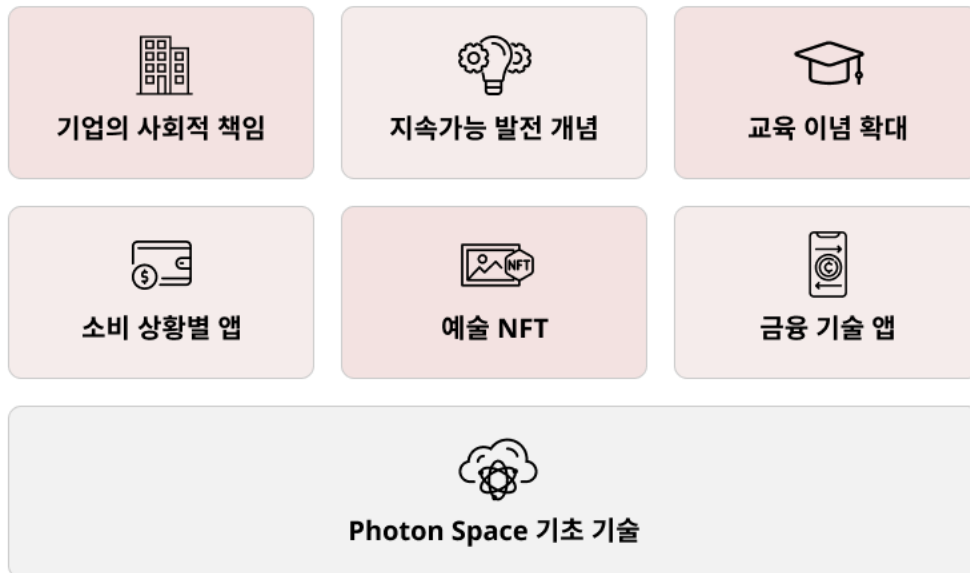 기업의 사회적 책임
지속가능 발전 개념
교육 이념 확대
$
소비 상황별 앱
NFT
예술 NFT
C
금융 기술 앱
Photon Space 기초 기술